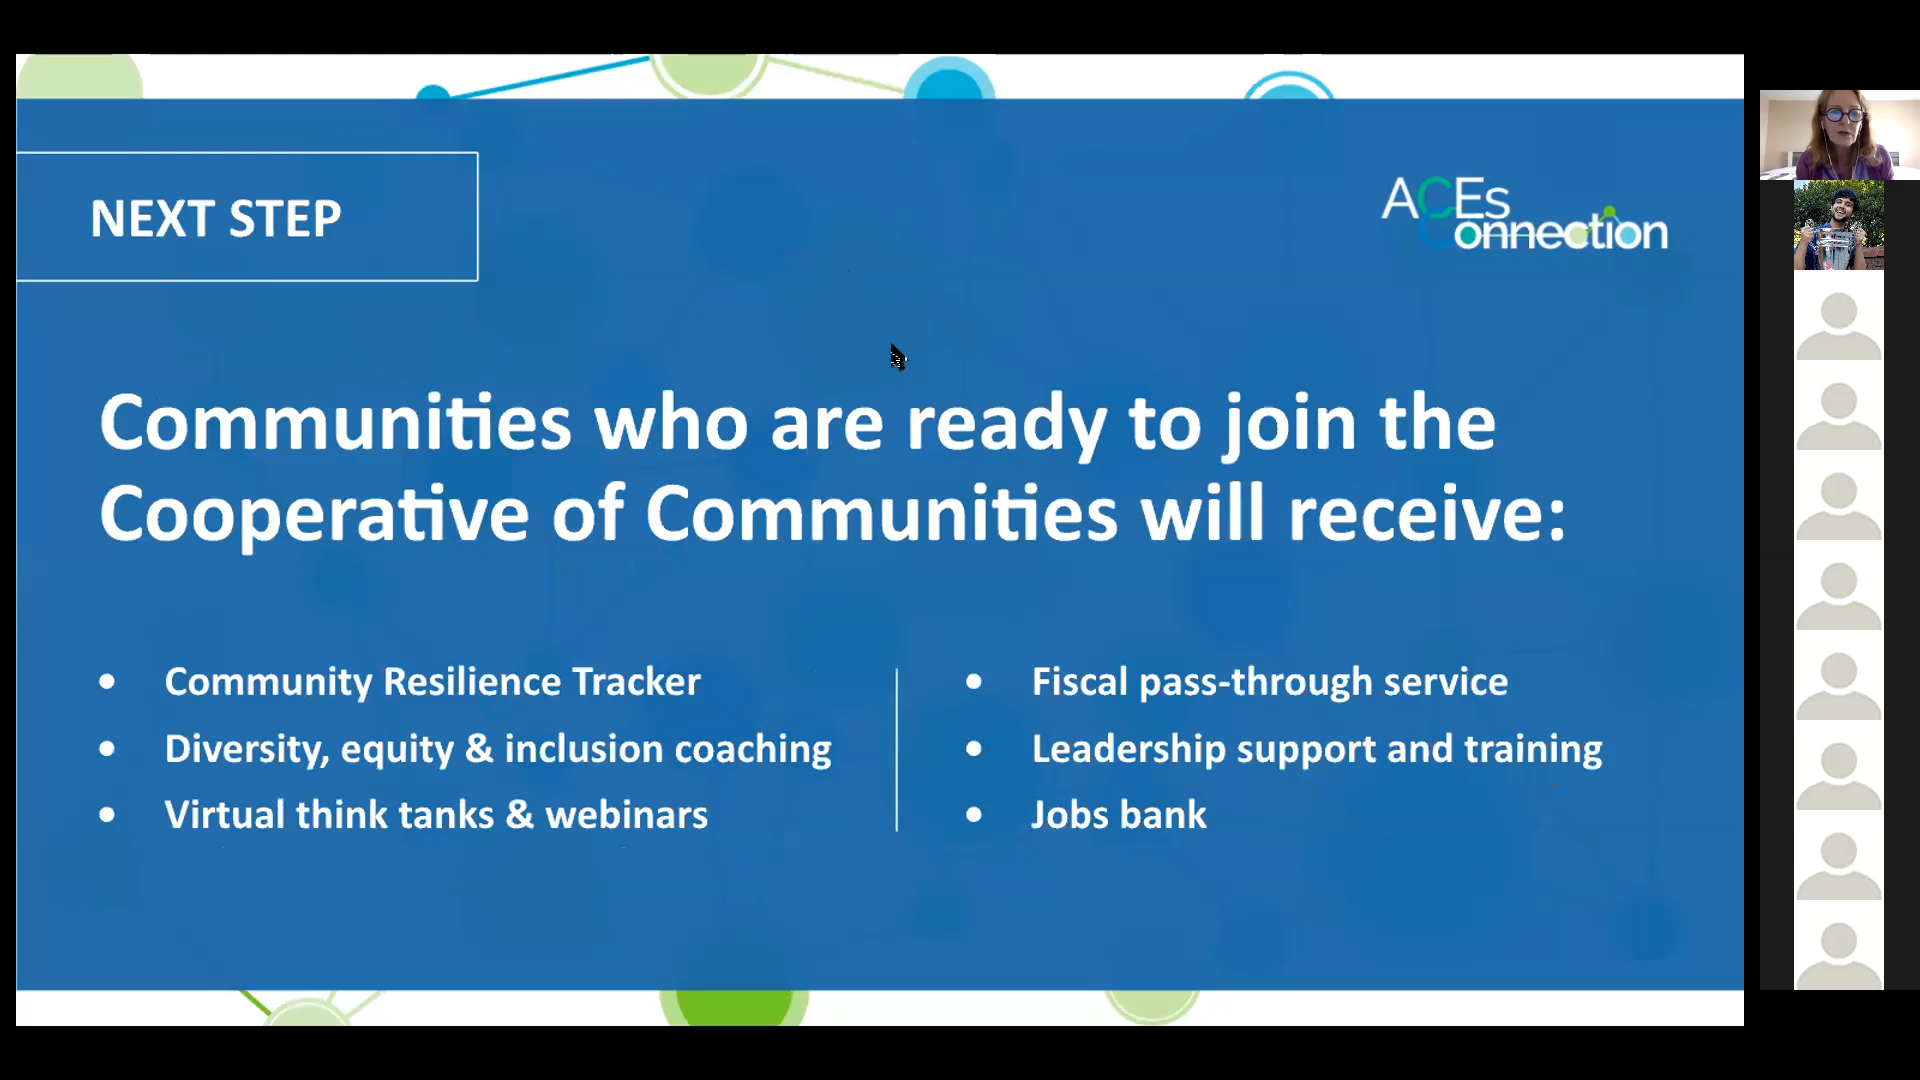 NEXT STEP
ACEs
Connection
Communities who are ready to join the
Cooperative of Communities will receive:
• Community Resilience Tracker
• Diversity, equity & inclusion coaching
• Virtual think tanks & webinars
• Fiscal pass-through service
• Leadership support and training
• Jobs bank